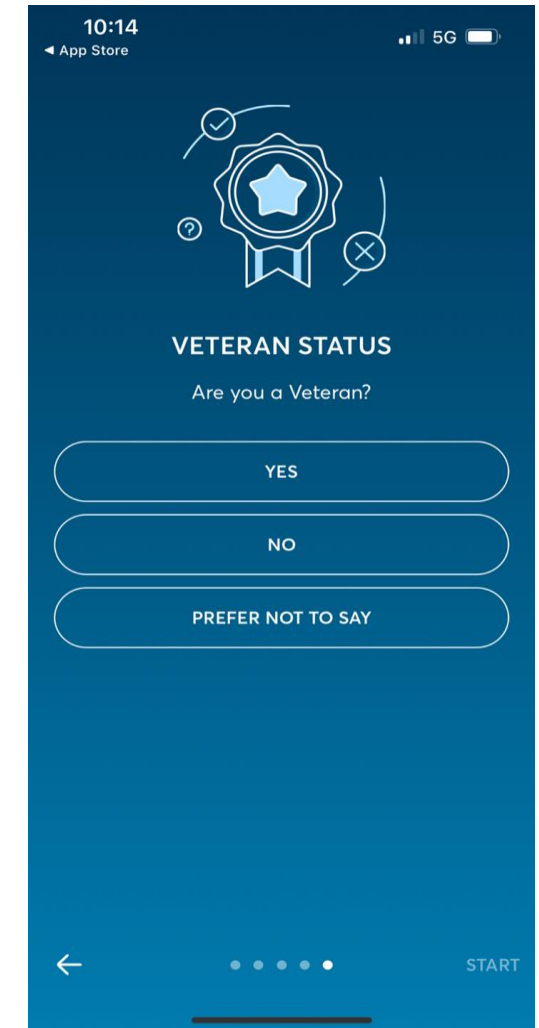 10:14
◀ App Store
5G
?
VETERAN STATUS
Are you a Veteran?
YES
NO
PREFER NOT TO SAY
START